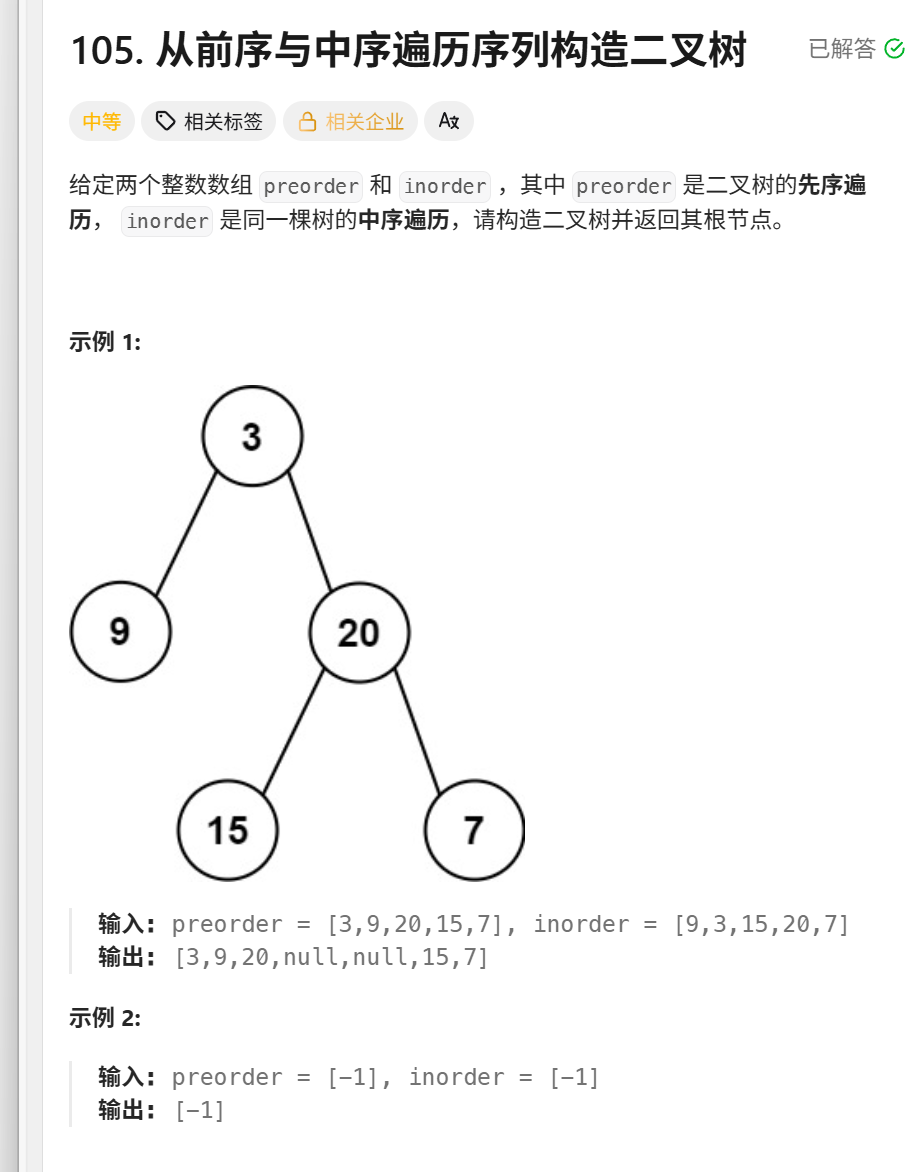 105. 从前序与中序遍历序列构造二叉树
已解答
中等 相关标签 相关企业
给定两个整数数组 preorder 和 inorder ，其中 preorder 是二叉树的先序遍
历， inorder 是同一棵树的中序遍历，请构造二叉树并返回其根节点。
示例 1:
3
9
20
15
7
输入: preorder = [3,9,20,15,7], inorder = [9,3,15,20,7]
输出: [3,9,20,null,null,15,7]
示例 2:
输入: preorder = [-1], inorder = [-1]
输出: [-1]